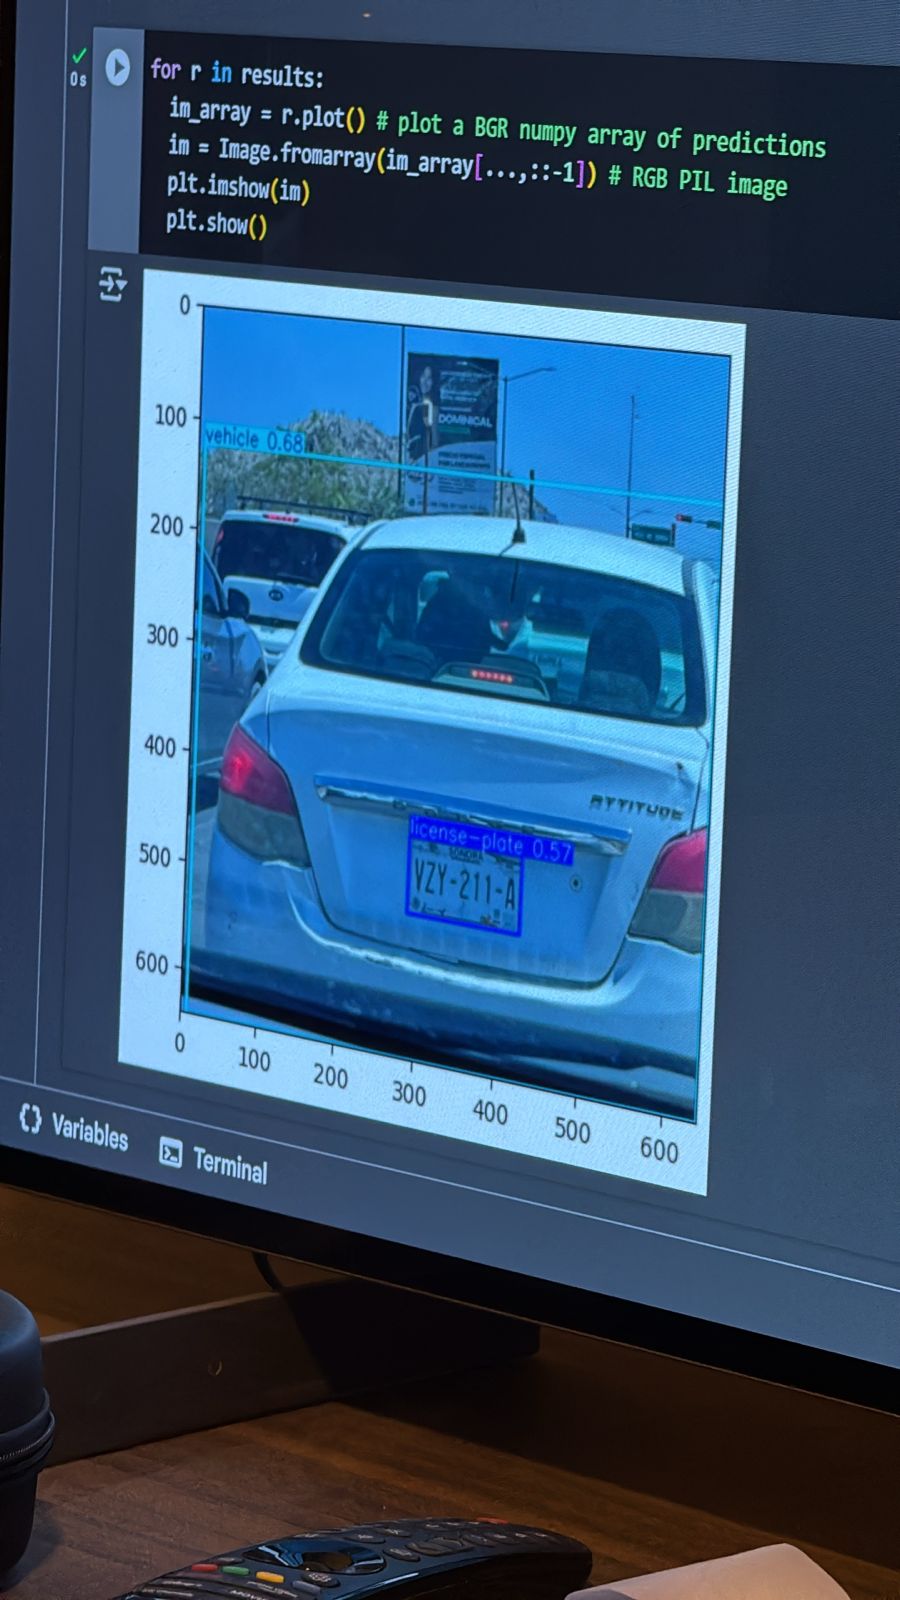 0s
for r in results:
im_array = r.plot() # plot a BGR numpy array of predictions
im = Image.fromarray(im_array[...,::-1]) # RGB PIL image
plt.imshow(im)
plt.show()
0
100
200
300
400
500
600
DOMINICAL
vehicle 0.68
ATTITUDE
license-plate 0.57
SONORA
VZY-211-A
0
100
200
300
400
500
600
Variables
Terminal